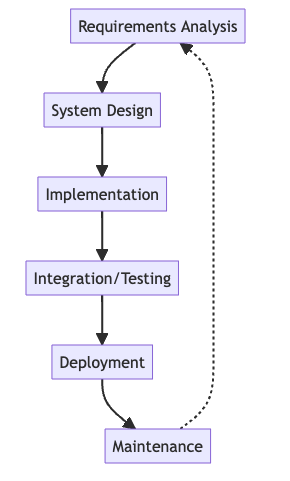 Requirements Analysis
System Design
Implementation
Integration/Testing
Deployment
Maintenance